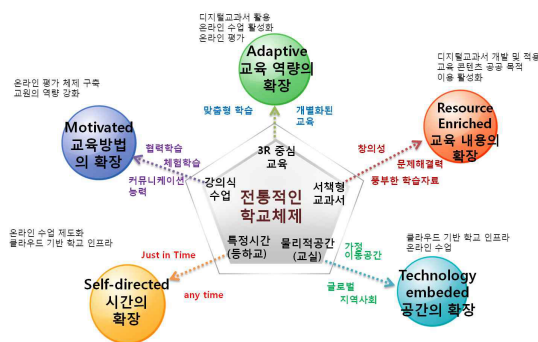 디지털교과서 활용
온라인 수업 활성화
온라인 평가
Adaptive
교육 역량의
확장
맞춤형 학습
개별화된
교육
디지털교과서 개발 및 적용
교육 콘텐츠 공공 목적
이용 활성화
Resource
Enriched
교육 내용의
확장
창의성
문제해결력
풍부한 학습자료
온라인 평가 체제 구축
교원의 역량 강화
Motivated
교육방법
의 확장
협력학습
체험학습
커뮤니케이션
능력
3R 중심
교육
강의식
수업
서책형
교과서
전통적인
학교체제
특정시간
(등하교)
물리적공간
(교실)
온라인 수업 제도화
클라우드 기반 학교 인프라
Just in Time
any time
Self-directed
시간의
확장
가정
이동공간
글로벌
지역사회
클라우드 기반 학교 인프라
온라인 수업
Technology
embeded
공간의 확장